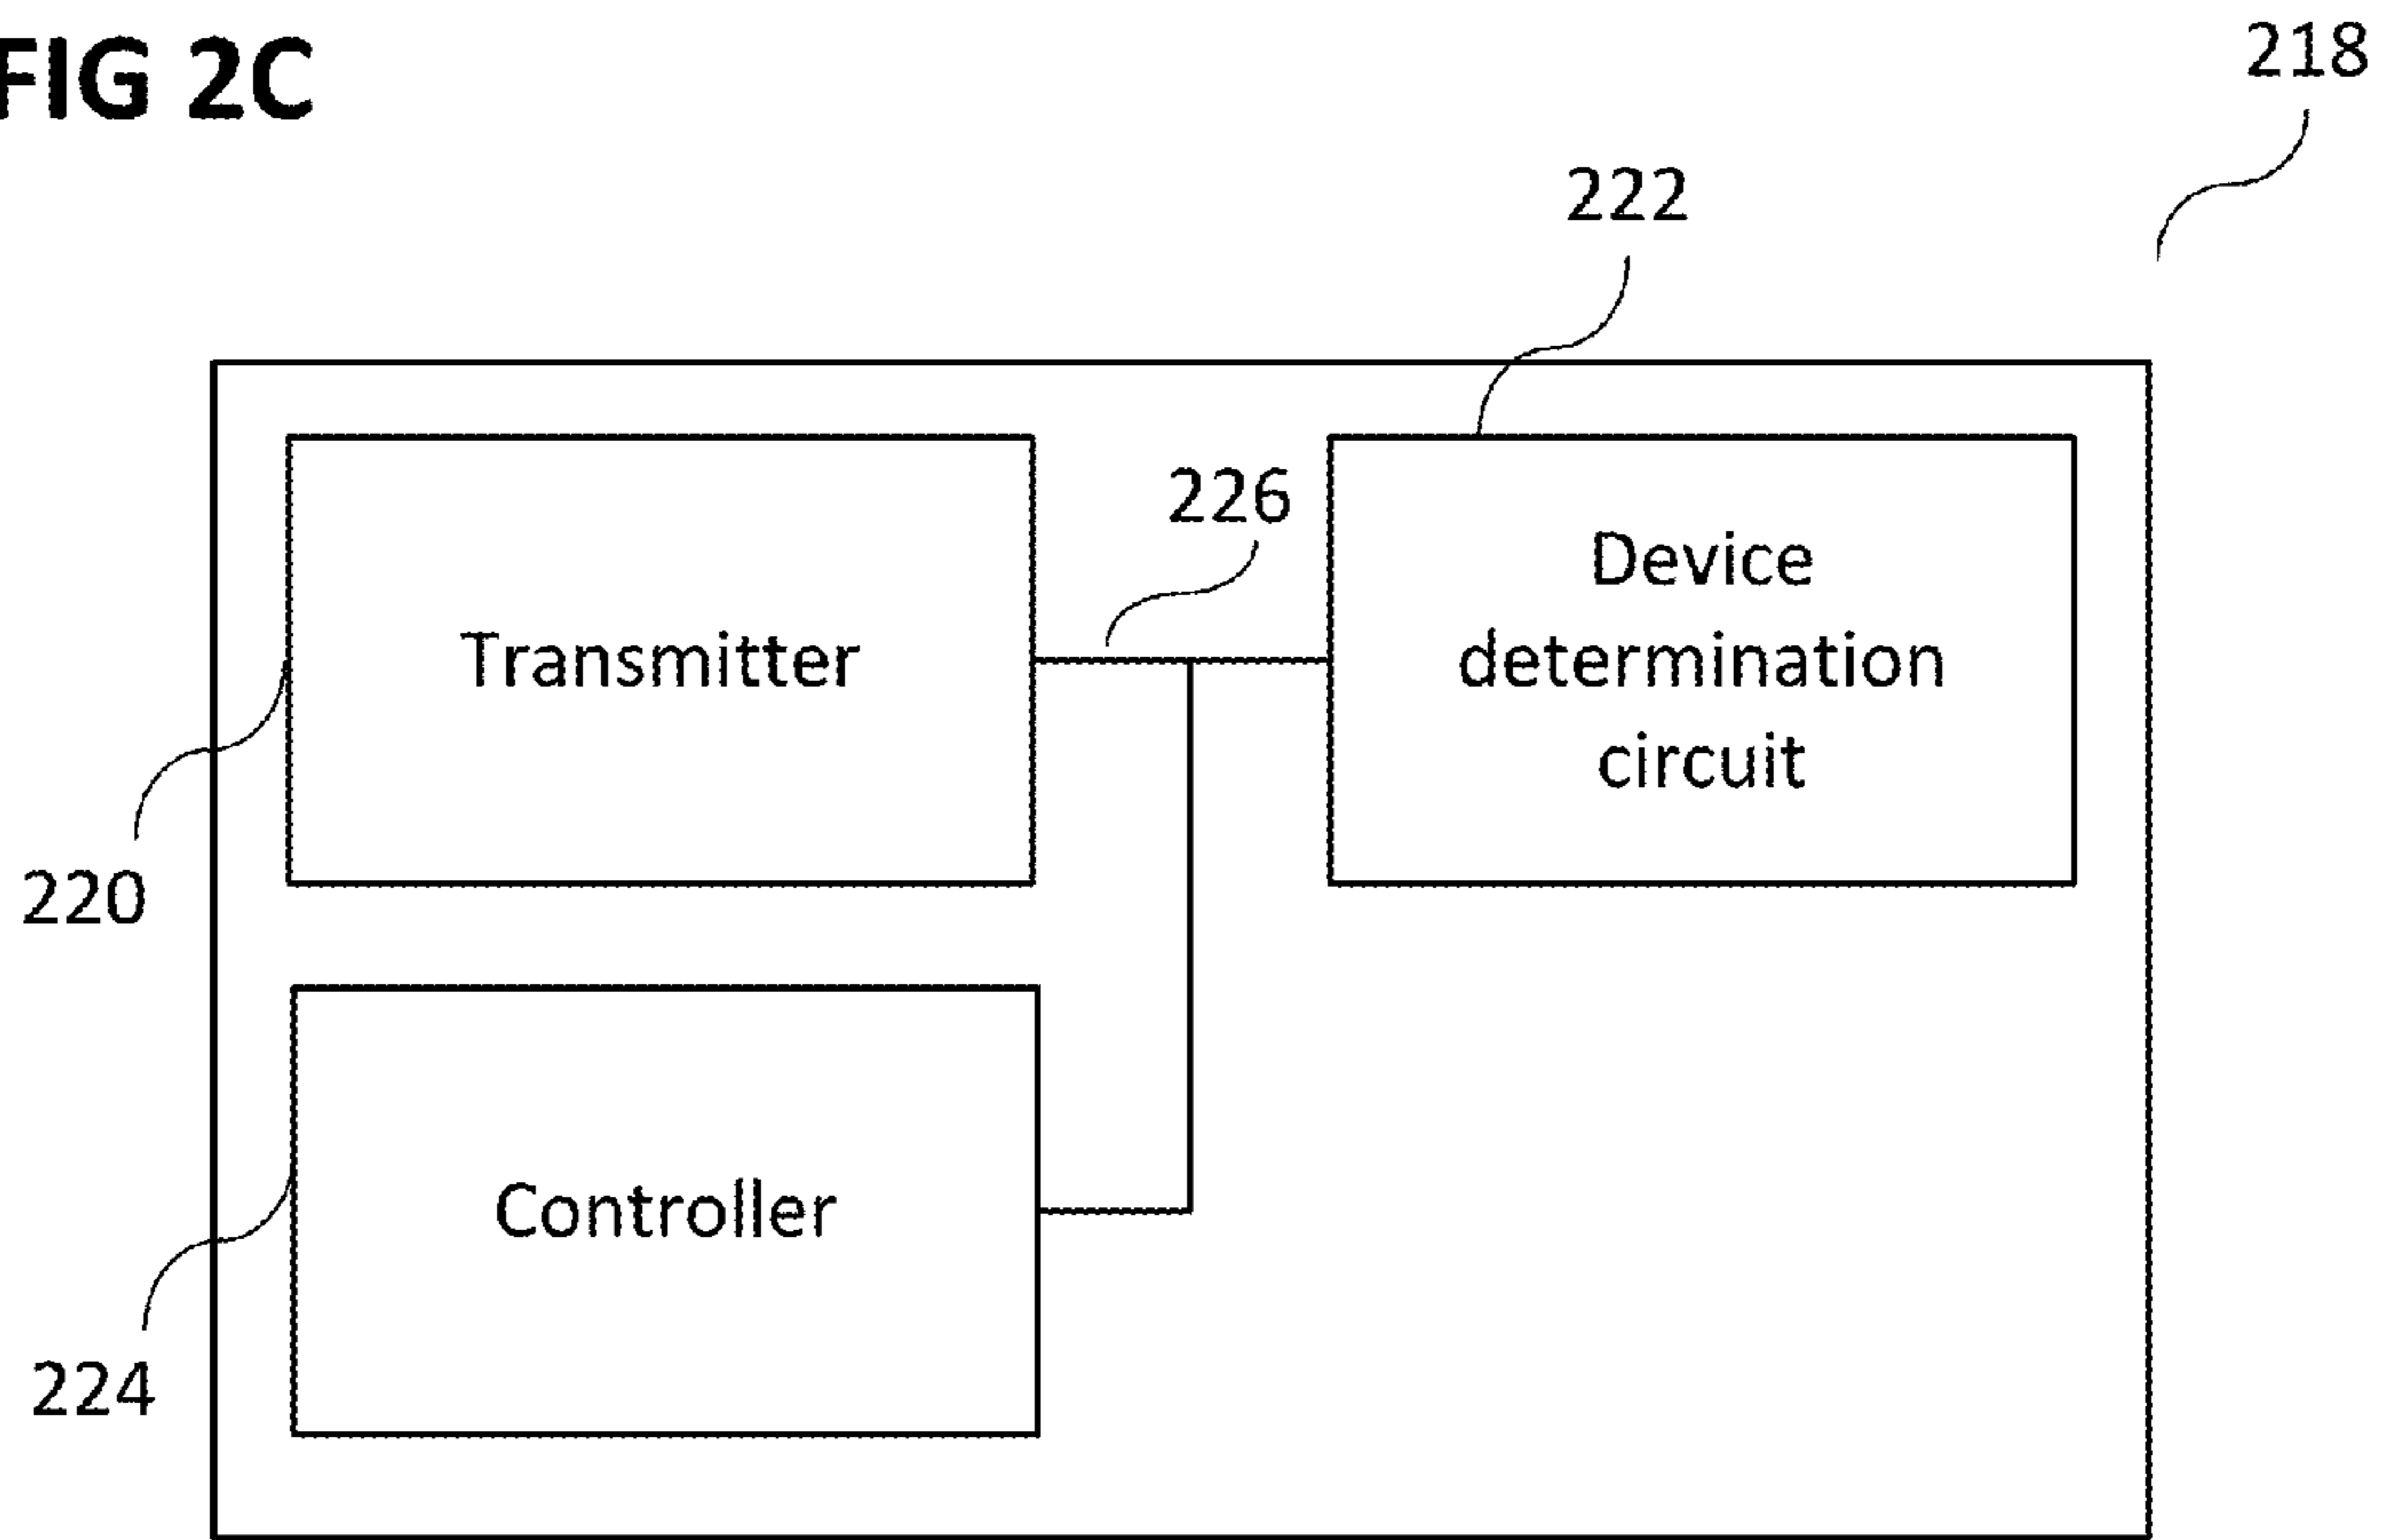 FIG 2C
218
222
226
Device
determination
circuit
Transmitter
220
Controller
224